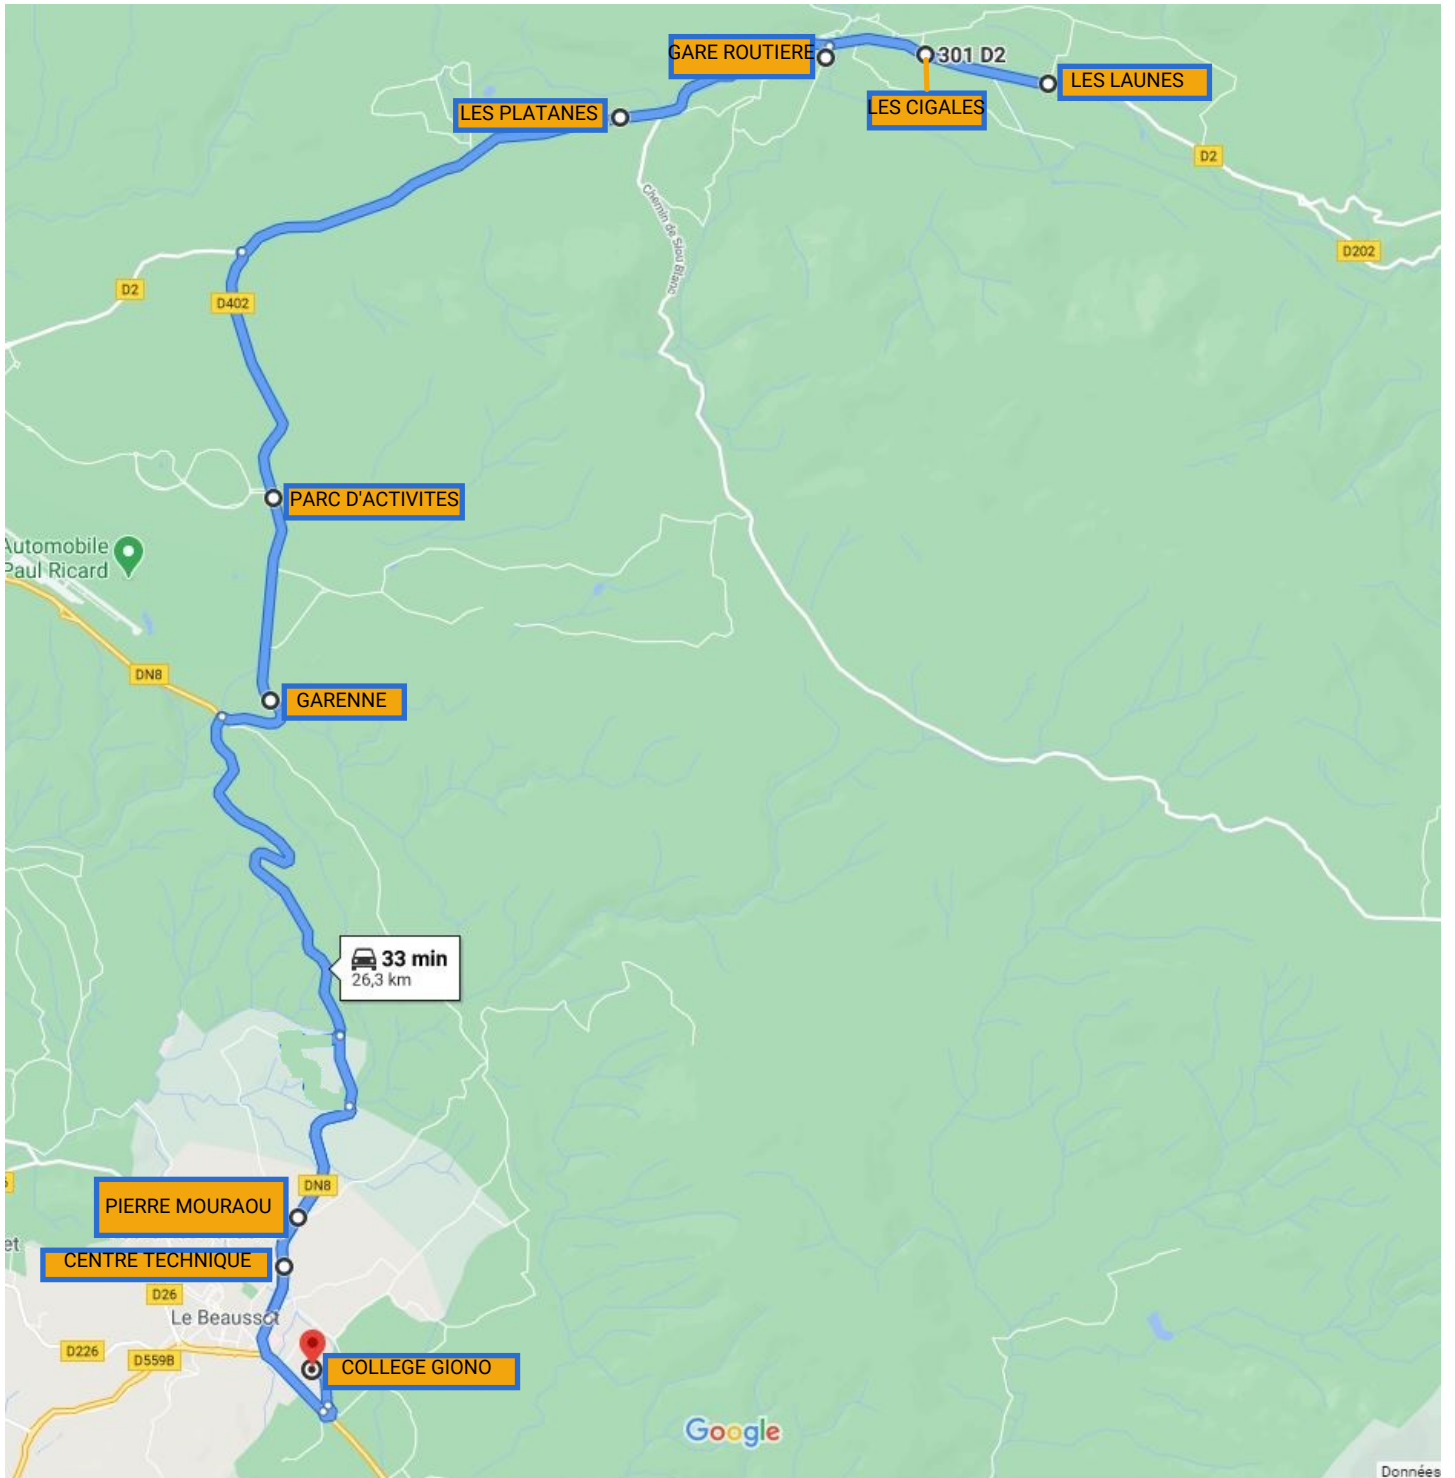 GARE ROUTIERE
301 D2
LES LAUNES
LES CIGALES
LES PLATANES
D2
Chemin de Siou Blanc
D202
D2
D402
PARC D'ACTIVITES
Automobile
Paul Ricard
DN8
GARENNE
33 min
26,3 km
DN8
PIERRE MOURAOU
et
CENTRE TECHNIQUE
D26
Le Beausset
D226
D559B
COLLEGE GIONO
Google
Données